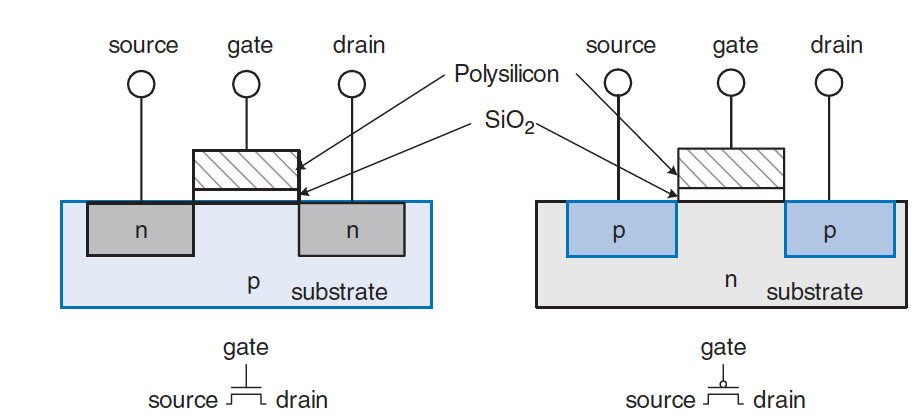 source gate drain
source gate drain
Polysilicon
SiO2
n n
p p
p substrate
n substrate
gate
source drain
gate
source drain